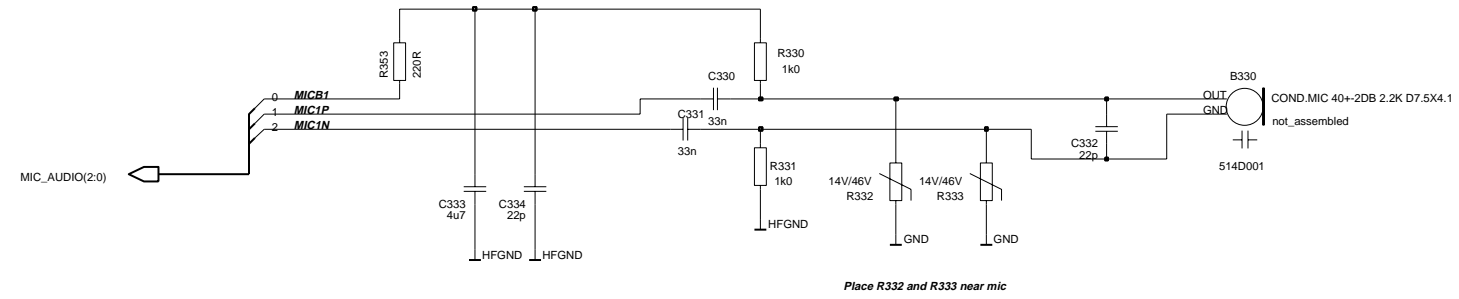 R353
220R
R330
1k0
C330
33n
B330
0 MICB1
1 MIC1P
2 MIC1N
C331
33n
OUT
GND
COND.MIC 40+-2DB 2.2K D7.5X4.1
not_assembled
C332
22p
514D001
MIC_AUDIO(2:0)
R331
1k0
14V/46V
R332
14V/46V
R333
C333
4u7
C334
22p
HFGND
GND
GND
HFGND
HFGND
Place R332 and R333 near mic